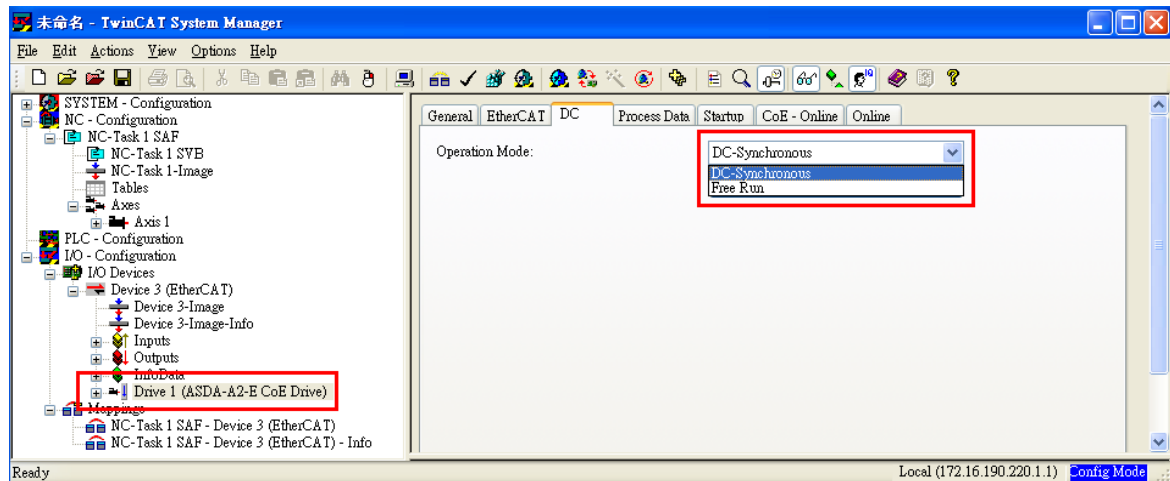 未命名 - TwinCAT System Manager
File Edit Actions View Options Help
SYSTEM - Configuration
NC - Configuration
NC-Task 1 SAF
NC-Task 1 SVB
NC-Task 1-Image
Tables
Axes
Axis 1
PLC - Configuration
I/O - Configuration
I/O Devices
Device 3 (EtherCAT)
Device 3-Image
Device 3-Image-Info
Inputs
Outputs
InfoData
Drive 1 (ASDA-A2-E CoE Drive)
Mappings
NC-Task 1 SAF - Device 3 (EtherCAT)
NC-Task 1 SAF - Device 3 (EtherCAT) - Info
General EtherCAT DC Process Data Startup CoE - Online Online
Operation Mode: DC-Synchronous
DC-Synchronous
Free Run
Ready Local (172.16.190.220.1.1) Config Mode